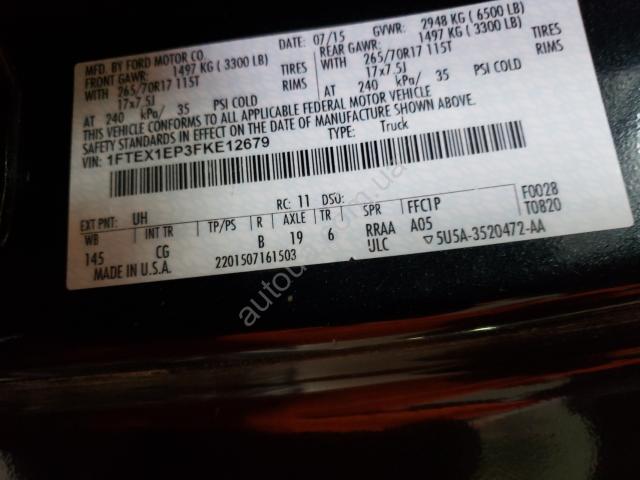 MFD. BY FORD MOTOR CO.
DATE: 07/15
GVWR: 2948 KG (6500 LB)
FRONT GAWR: 1497 KG (3300 LB)
REAR GAWR: 1497 KG (3300 LB)
WITH 265/70R17 115T TIRES
WITH 265/70R17 115T TIRES
17x7.5J RIMS
17x7.5J RIMS
AT 240 kPa/ 35 PSI COLD
AT 240 kPa/ 35 PSI COLD
THIS VEHICLE CONFORMS TO ALL APPLICABLE FEDERAL MOTOR VEHICLE
SAFETY STANDARDS IN EFFECT ON THE DATE OF MANUFACTURE SHOWN ABOVE.
VIN: 1FTEX1EP3FKE12679
TYPE: Truck
EXT PNT: UH RC: 11 DSO:
WB INT TR TP/PS R AXLE TR SPR FFC1P F0028
145 CG B 19 6 RRAA A05 T0820
MADE IN U.S.A. 2201507161503 ULC ▽5U5A-3520472-AA